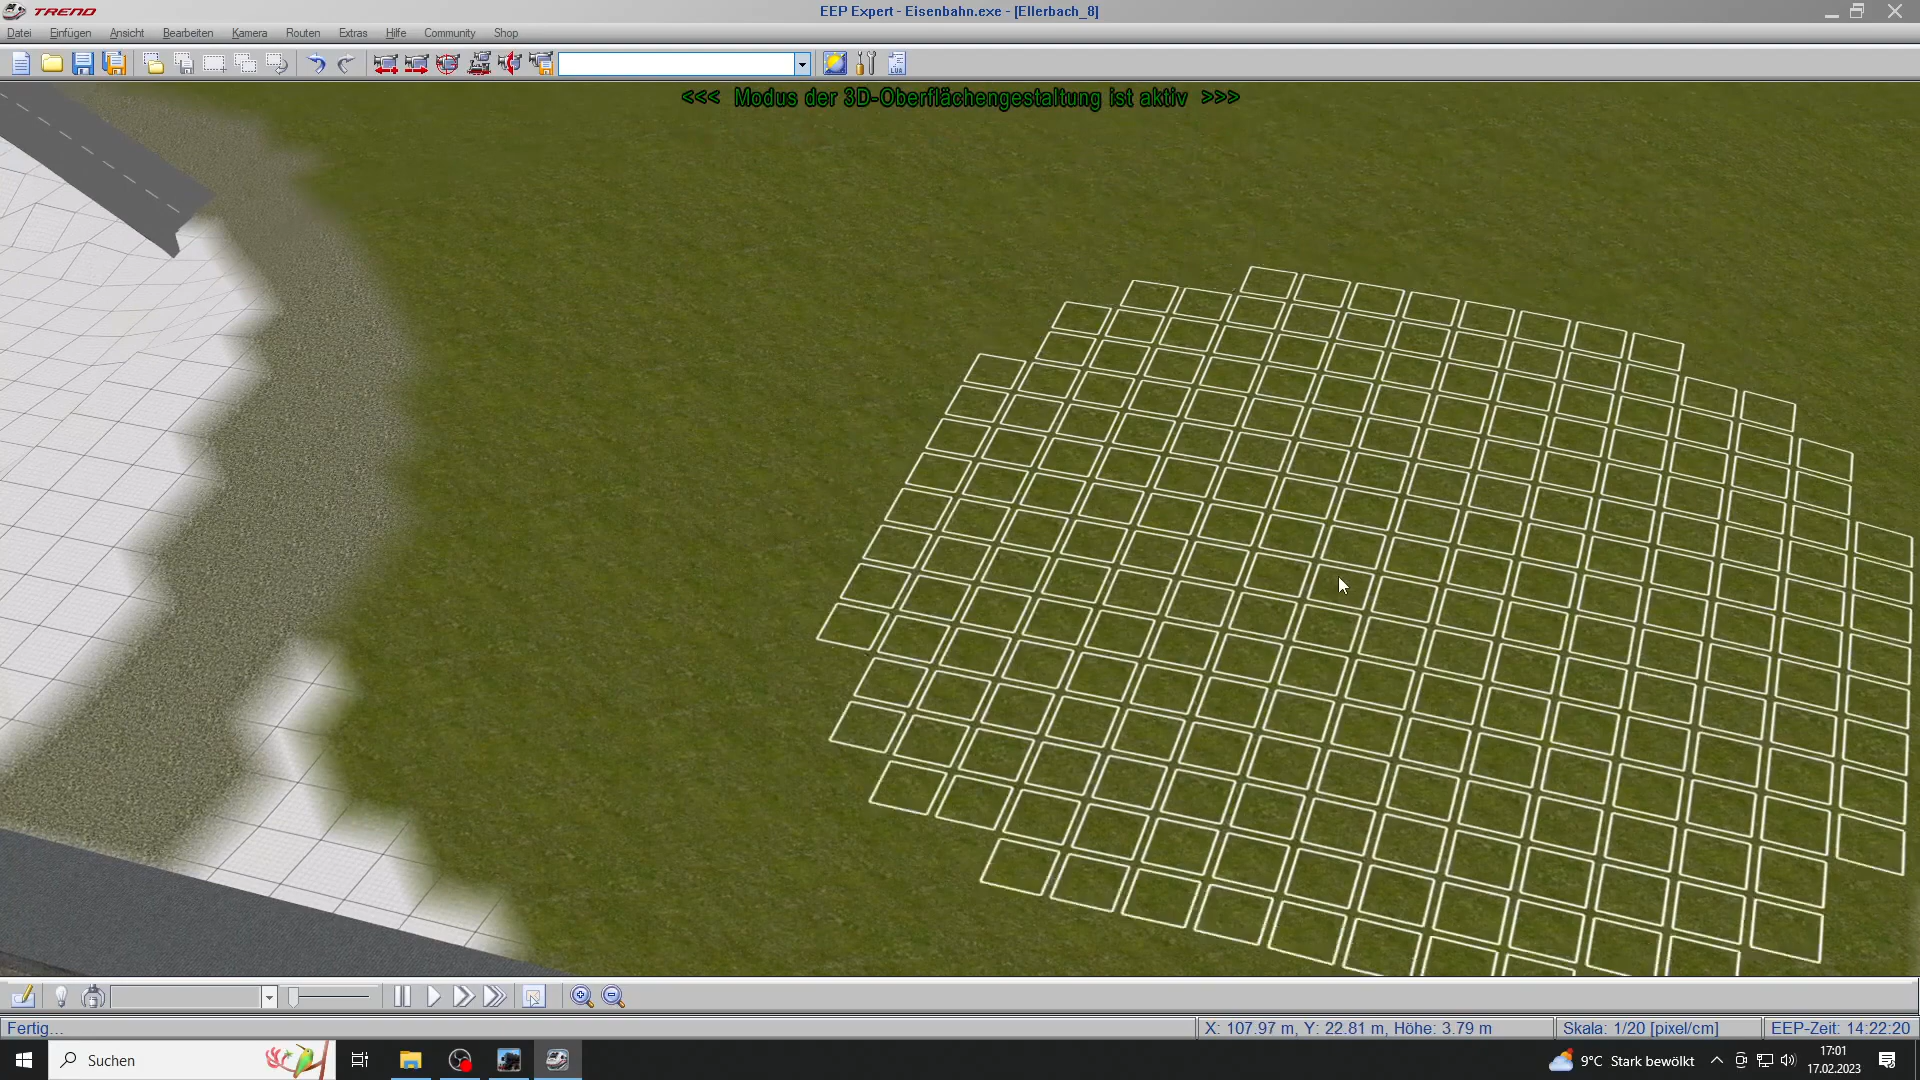 TREND
EEP Expert - Eisenbahn.exe - [Ellerbach_8]
Datei Einfügen Ansicht Bearbeiten Kamera Routen Extras Hilfe Community Shop
LUA
<<< Modus der 3D-Oberflächengestaltung ist aktiv >>>
Fertig...
X: 107.97 m, Y: 22.81 m, Höhe: 3.79 m
Skala: 1/20 [pixel/cm]
EEP-Zeit: 14:22:20
Suchen
9°C Stark bewölkt
17:01
17.02.2023